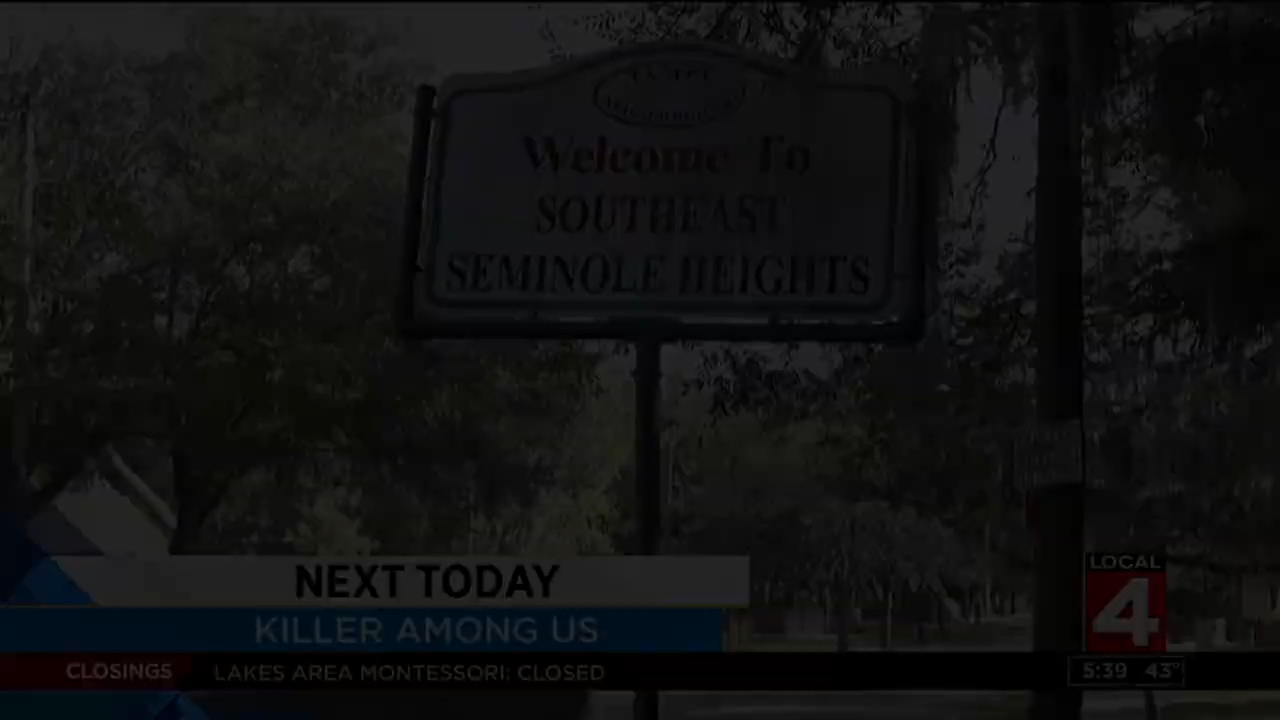 Welcome To
SOUTHEAST
SEMINOLE HEIGHTS
NEXT TODAY
KILLER AMONG US
LOCAL
4
CLOSINGS LAKES AREA MONTESSORI: CLOSED
5:39 43°